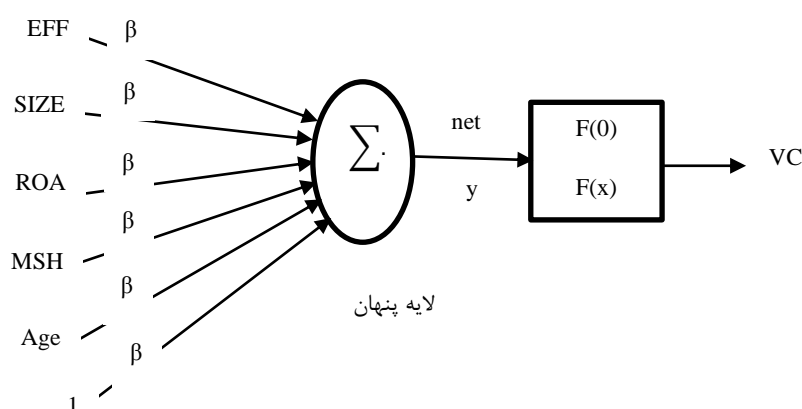 EFF
β
SIZE
β
ROA
β
MSH
β
Age
β
1
β
∑.
net
y
F(0)
F(x)
VC
لایه پنهان